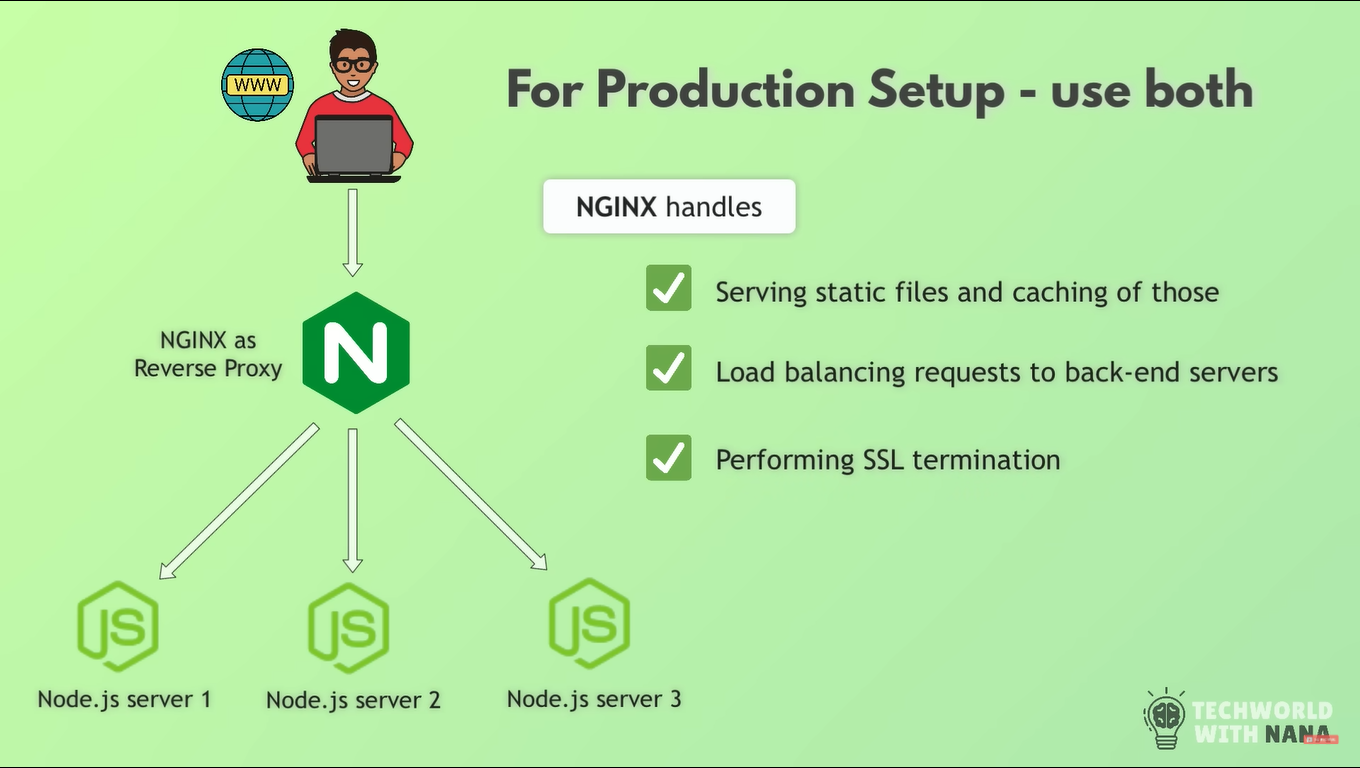 WWW
For Production Setup - use both
NGINX handles
Serving static files and caching of those
Load balancing requests to back-end servers
Performing SSL termination
NGINX as
Reverse Proxy
N
JS
JS
JS
Node.js server 1
Node.js server 2
Node.js server 3
TECHWORLD
WITH NANA